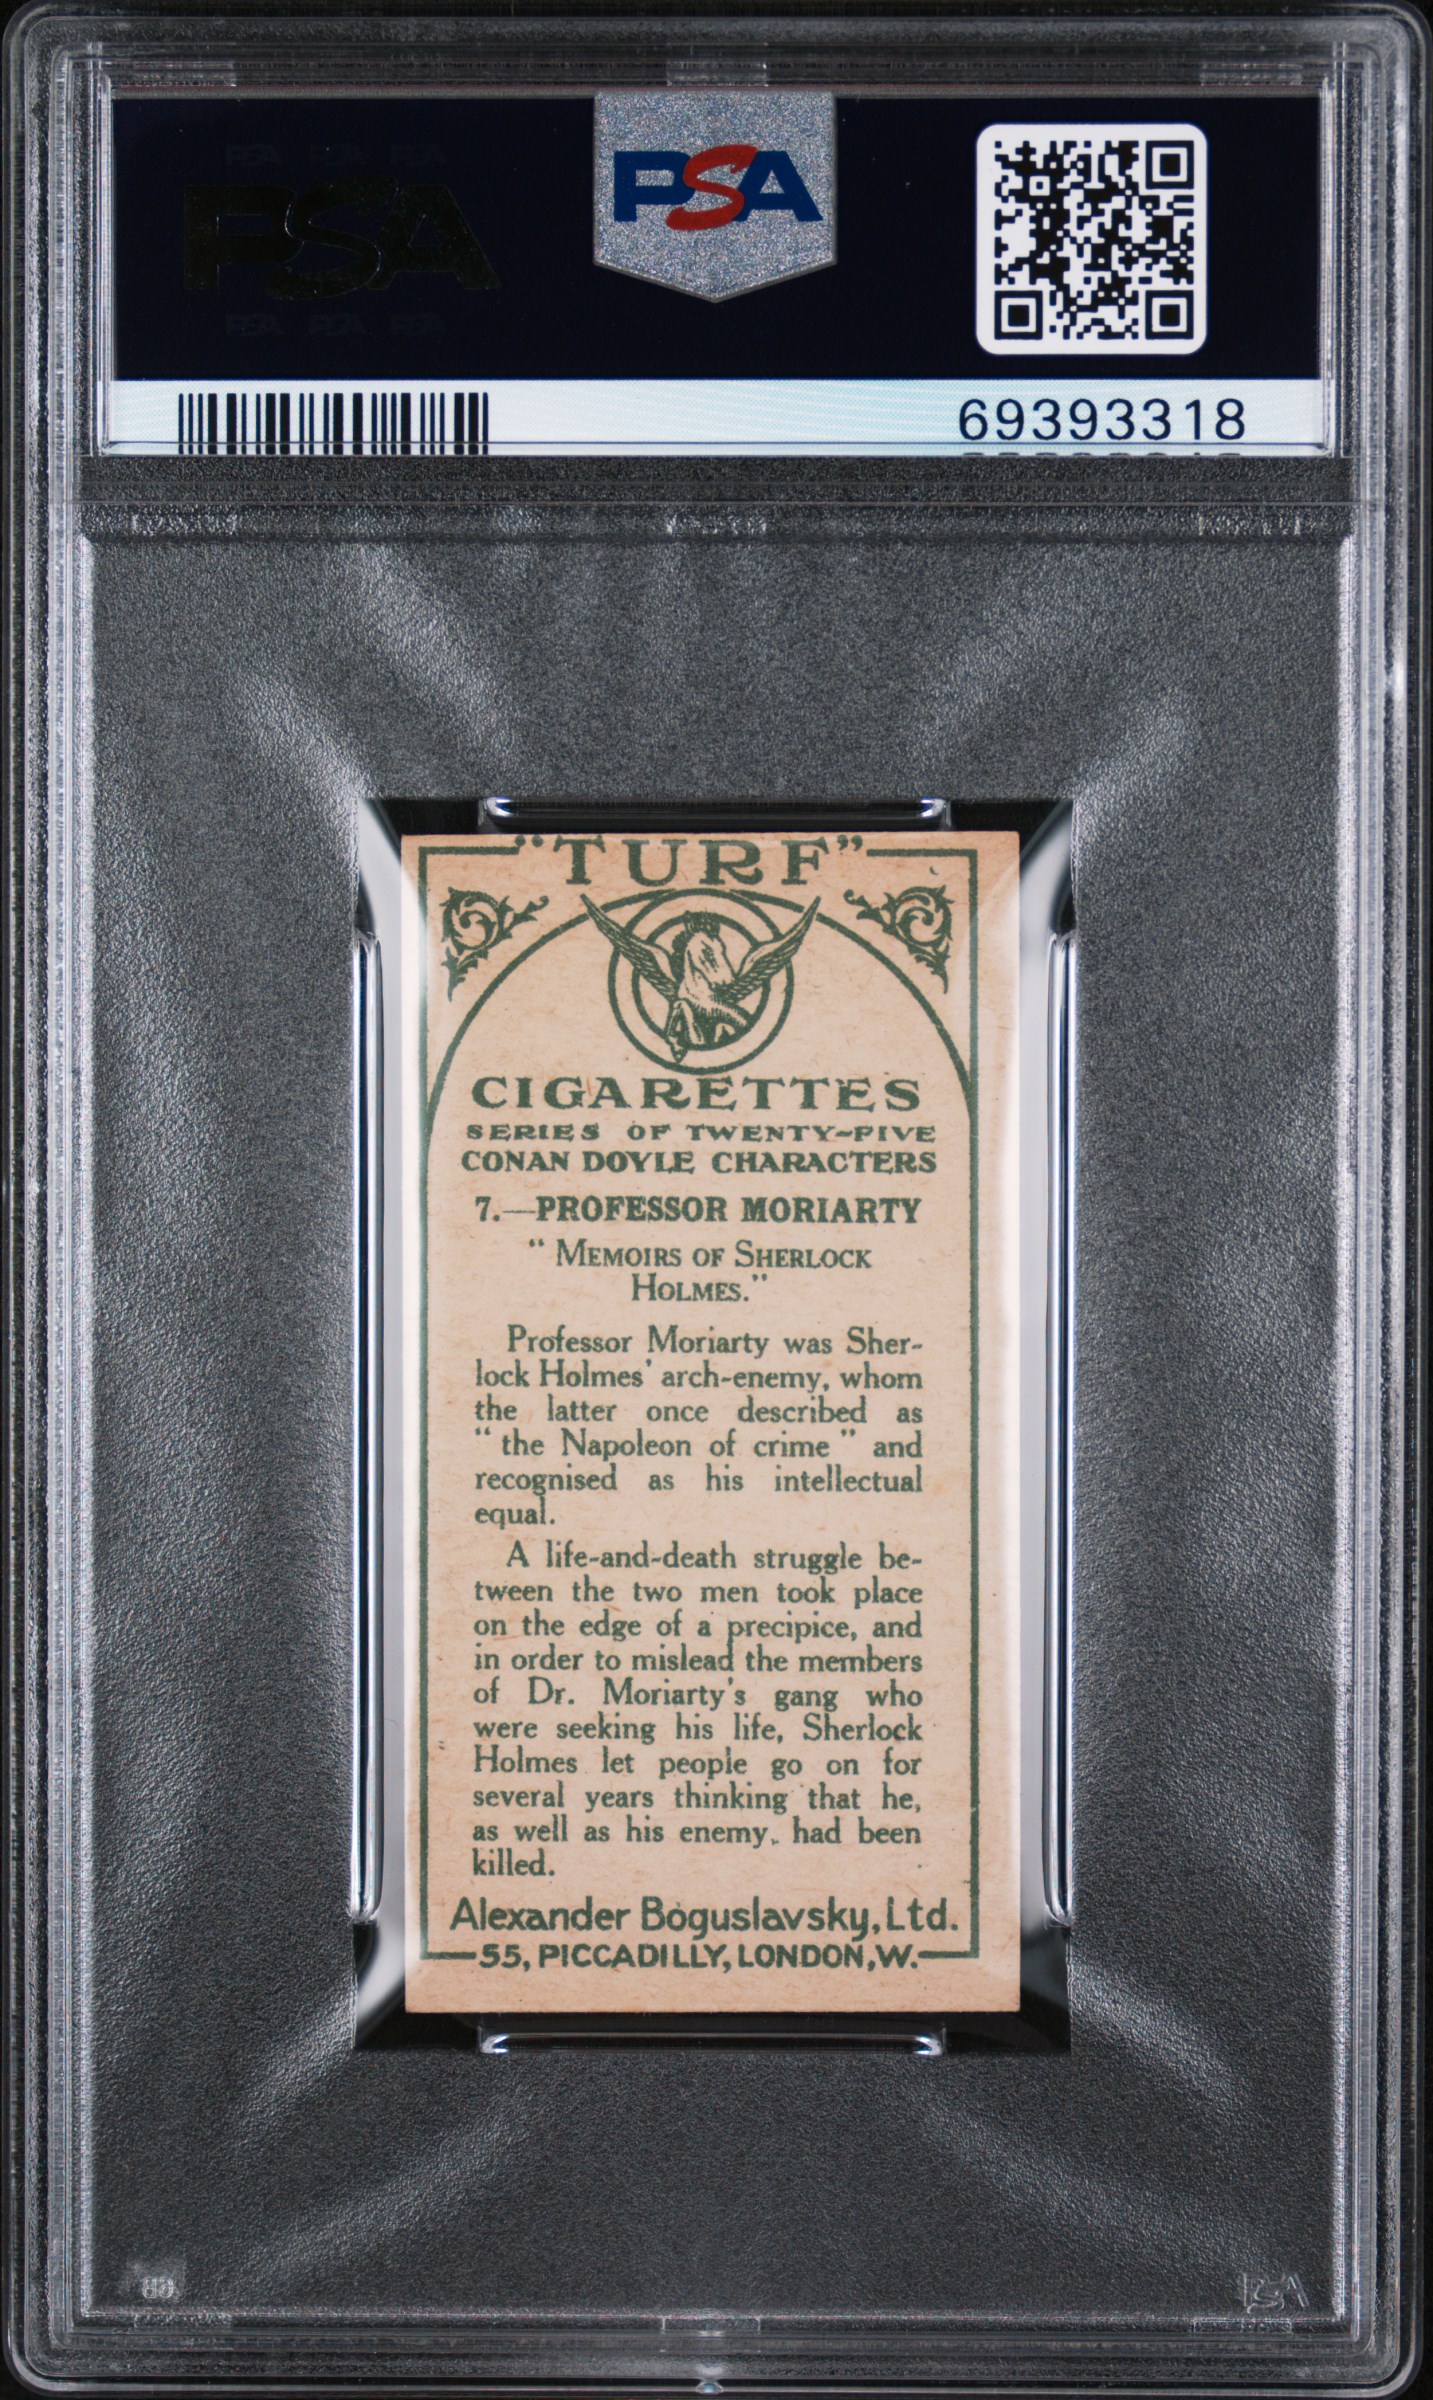 PSA
PSA
69393318
"TURF"
CIGARETTES
SERIES OF TWENTY-FIVE
CONAN DOYLE CHARACTERS
7.—PROFESSOR MORIARTY
" MEMOIRS OF SHERLOCK
HOLMES."
Professor Moriarty was Sher-
lock Holmes' arch-enemy, whom
the latter once described as
" the Napoleon of crime " and
recognised as his intellectual
equal.
A life-and-death struggle be-
tween the two men took place
on the edge of a precipice, and
in order to mislead the members
of Dr. Moriarty's gang who
were seeking his life, Sherlock
Holmes let people go on for
several years thinking that he,
as well as his enemy, had been
killed.
Alexander Boguslavsky, Ltd.
55, PICCADILLY, LONDON, W.
PSA